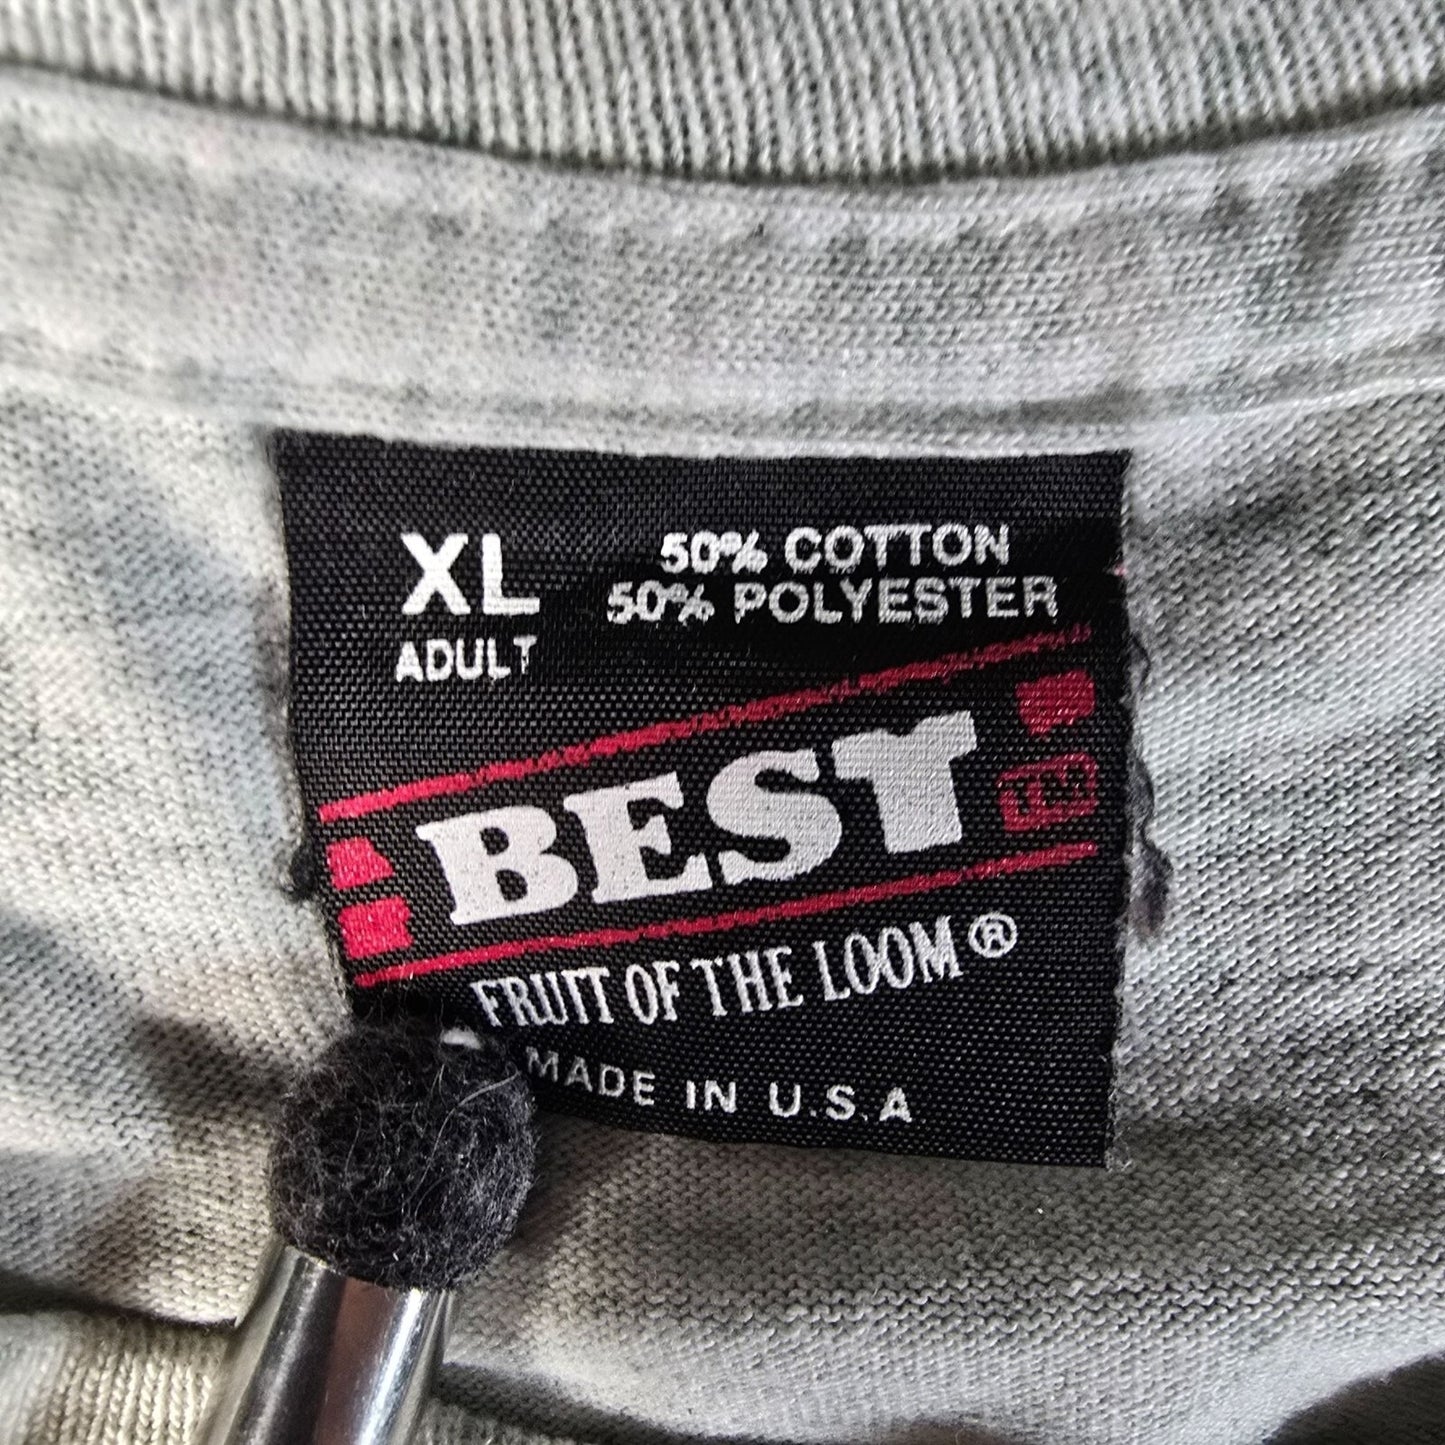 XL
ADULT
50% COTTON
50% POLYESTER
BEST
TM
FRUIT OF THE LOOM®
MADE IN U.S.A